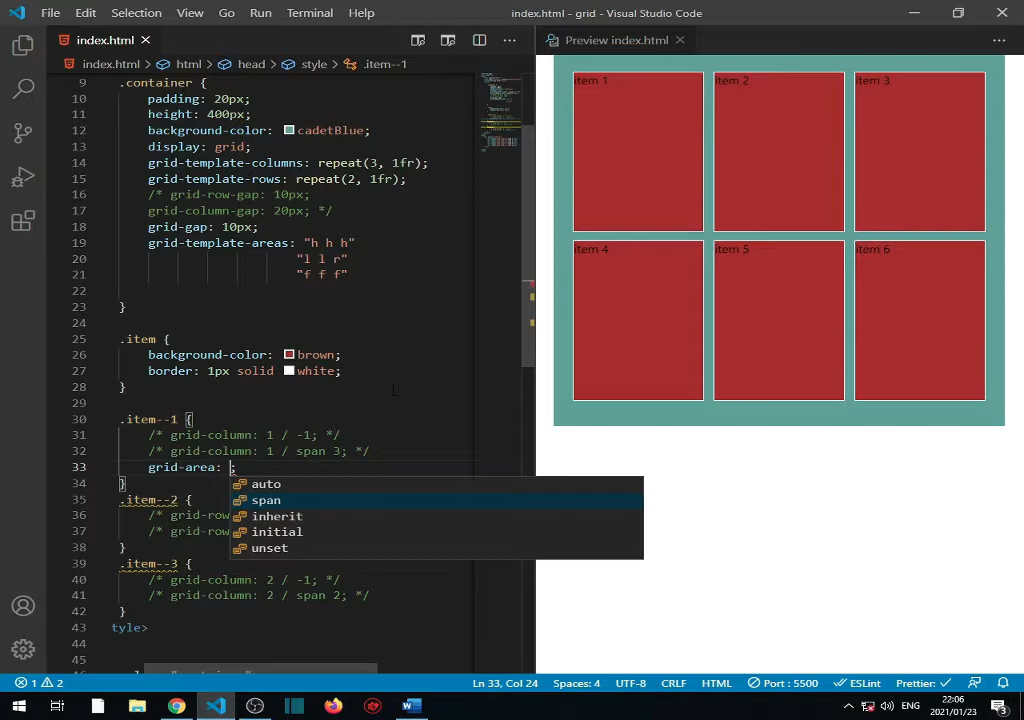 File Edit Selection View Go Run Terminal Help index.html - grid - Visual Studio Code
index.html Preview index.html
index.html > html > head > style > .item--1
9 .container {
10 padding: 20px;
11 height: 400px;
12 background-color: cadetBlue;
13 display: grid;
14 grid-template-columns: repeat(3, 1fr);
15 grid-template-rows: repeat(2, 1fr);
16 /* grid-row-gap: 10px;
17 grid-column-gap: 20px; */
18 grid-gap: 10px;
19 grid-template-areas: "h h h"
20 "l l r"
21 "f f f"
22
23 }
24
25 .item {
26 background-color: brown;
27 border: 1px solid white;
28 }
29
30 .item--1 {
31 /* grid-column: 1 / -1; */
32 /* grid-column: 1 / span 3; */
33 grid-area: ;
34 }
35 .item--2 {
36 /* grid-row
37 /* grid-row
38 }
39 .item--3 {
40 /* grid-column: 2 / -1; */
41 /* grid-column: 2 / span 2; */
42 }
43 tyle>
44
45
auto
span
inherit
initial
unset
item 1 item 2 item 3
item 4 item 5 item 6
1 2 Ln 33, Col 24 Spaces: 4 UTF-8 CRLF HTML Port : 5500 ESLint Prettier:
ENG 22:06
2021/01/23 3